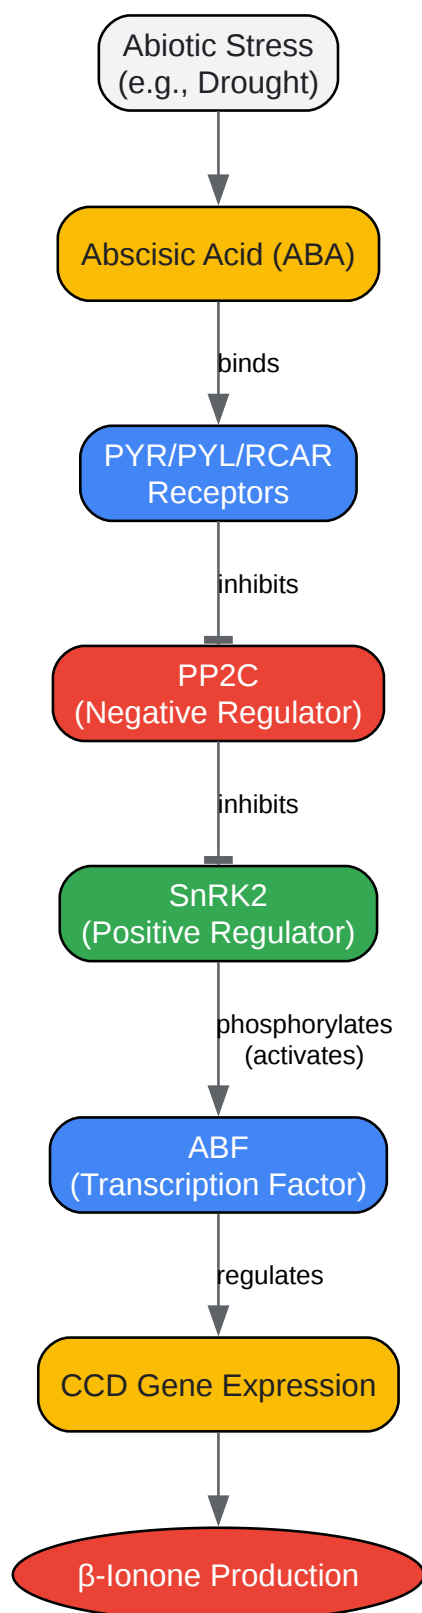 Abiotic Stress
(e.g., Drought)
Abscisic Acid (ABA)
binds
PYR/PYL/RCAR
Receptors
inhibits
PP2C
(Negative Regulator)
inhibits
SnRK2
(Positive Regulator)
phosphorylates
(activates)
ABF
(Transcription Factor)
regulates
CCD Gene Expression
β-Ionone Production